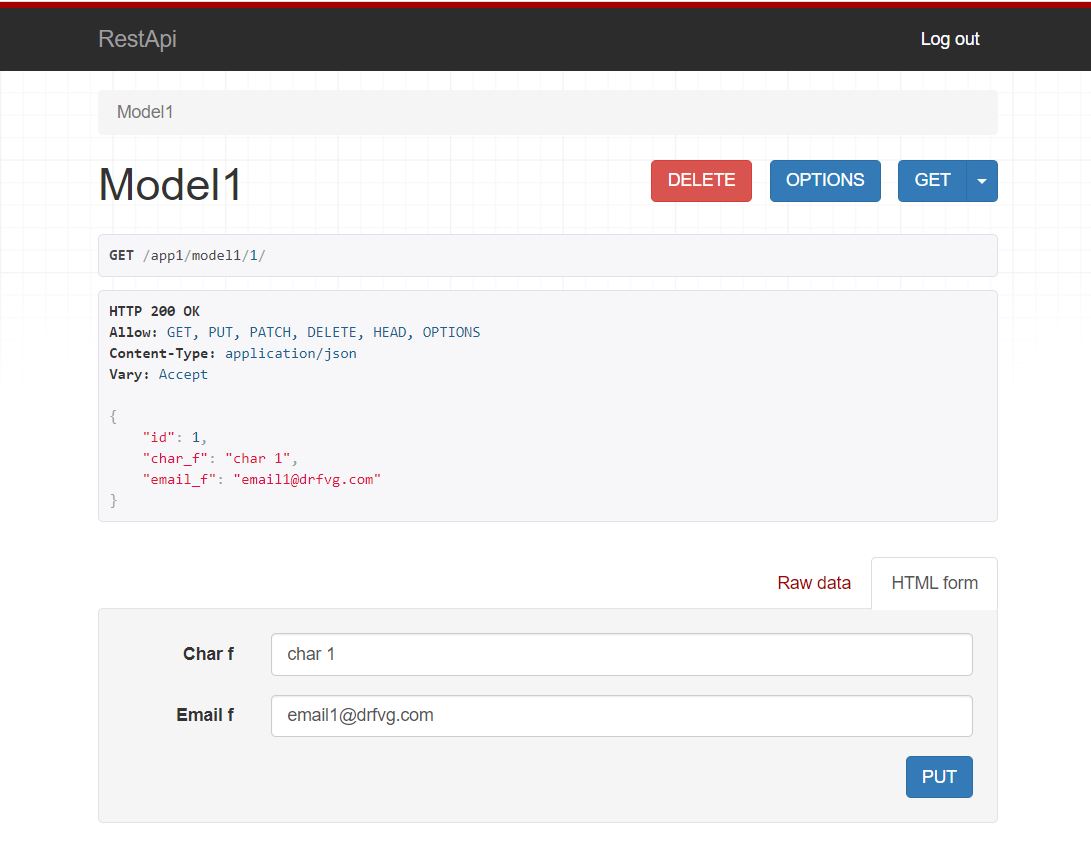 RestApi
Log out
Model1
Model1
DELETE
OPTIONS
GET
GET /app1/model1/1/
HTTP 200 OK
Allow: GET, PUT, PATCH, DELETE, HEAD, OPTIONS
Content-Type: application/json
Vary: Accept
{
    "id": 1,
    "char_f": "char 1",
    "email_f": "email1@drfvg.com"
}
Raw data
HTML form
Char f
char 1
Email f
email1@drfvg.com
PUT